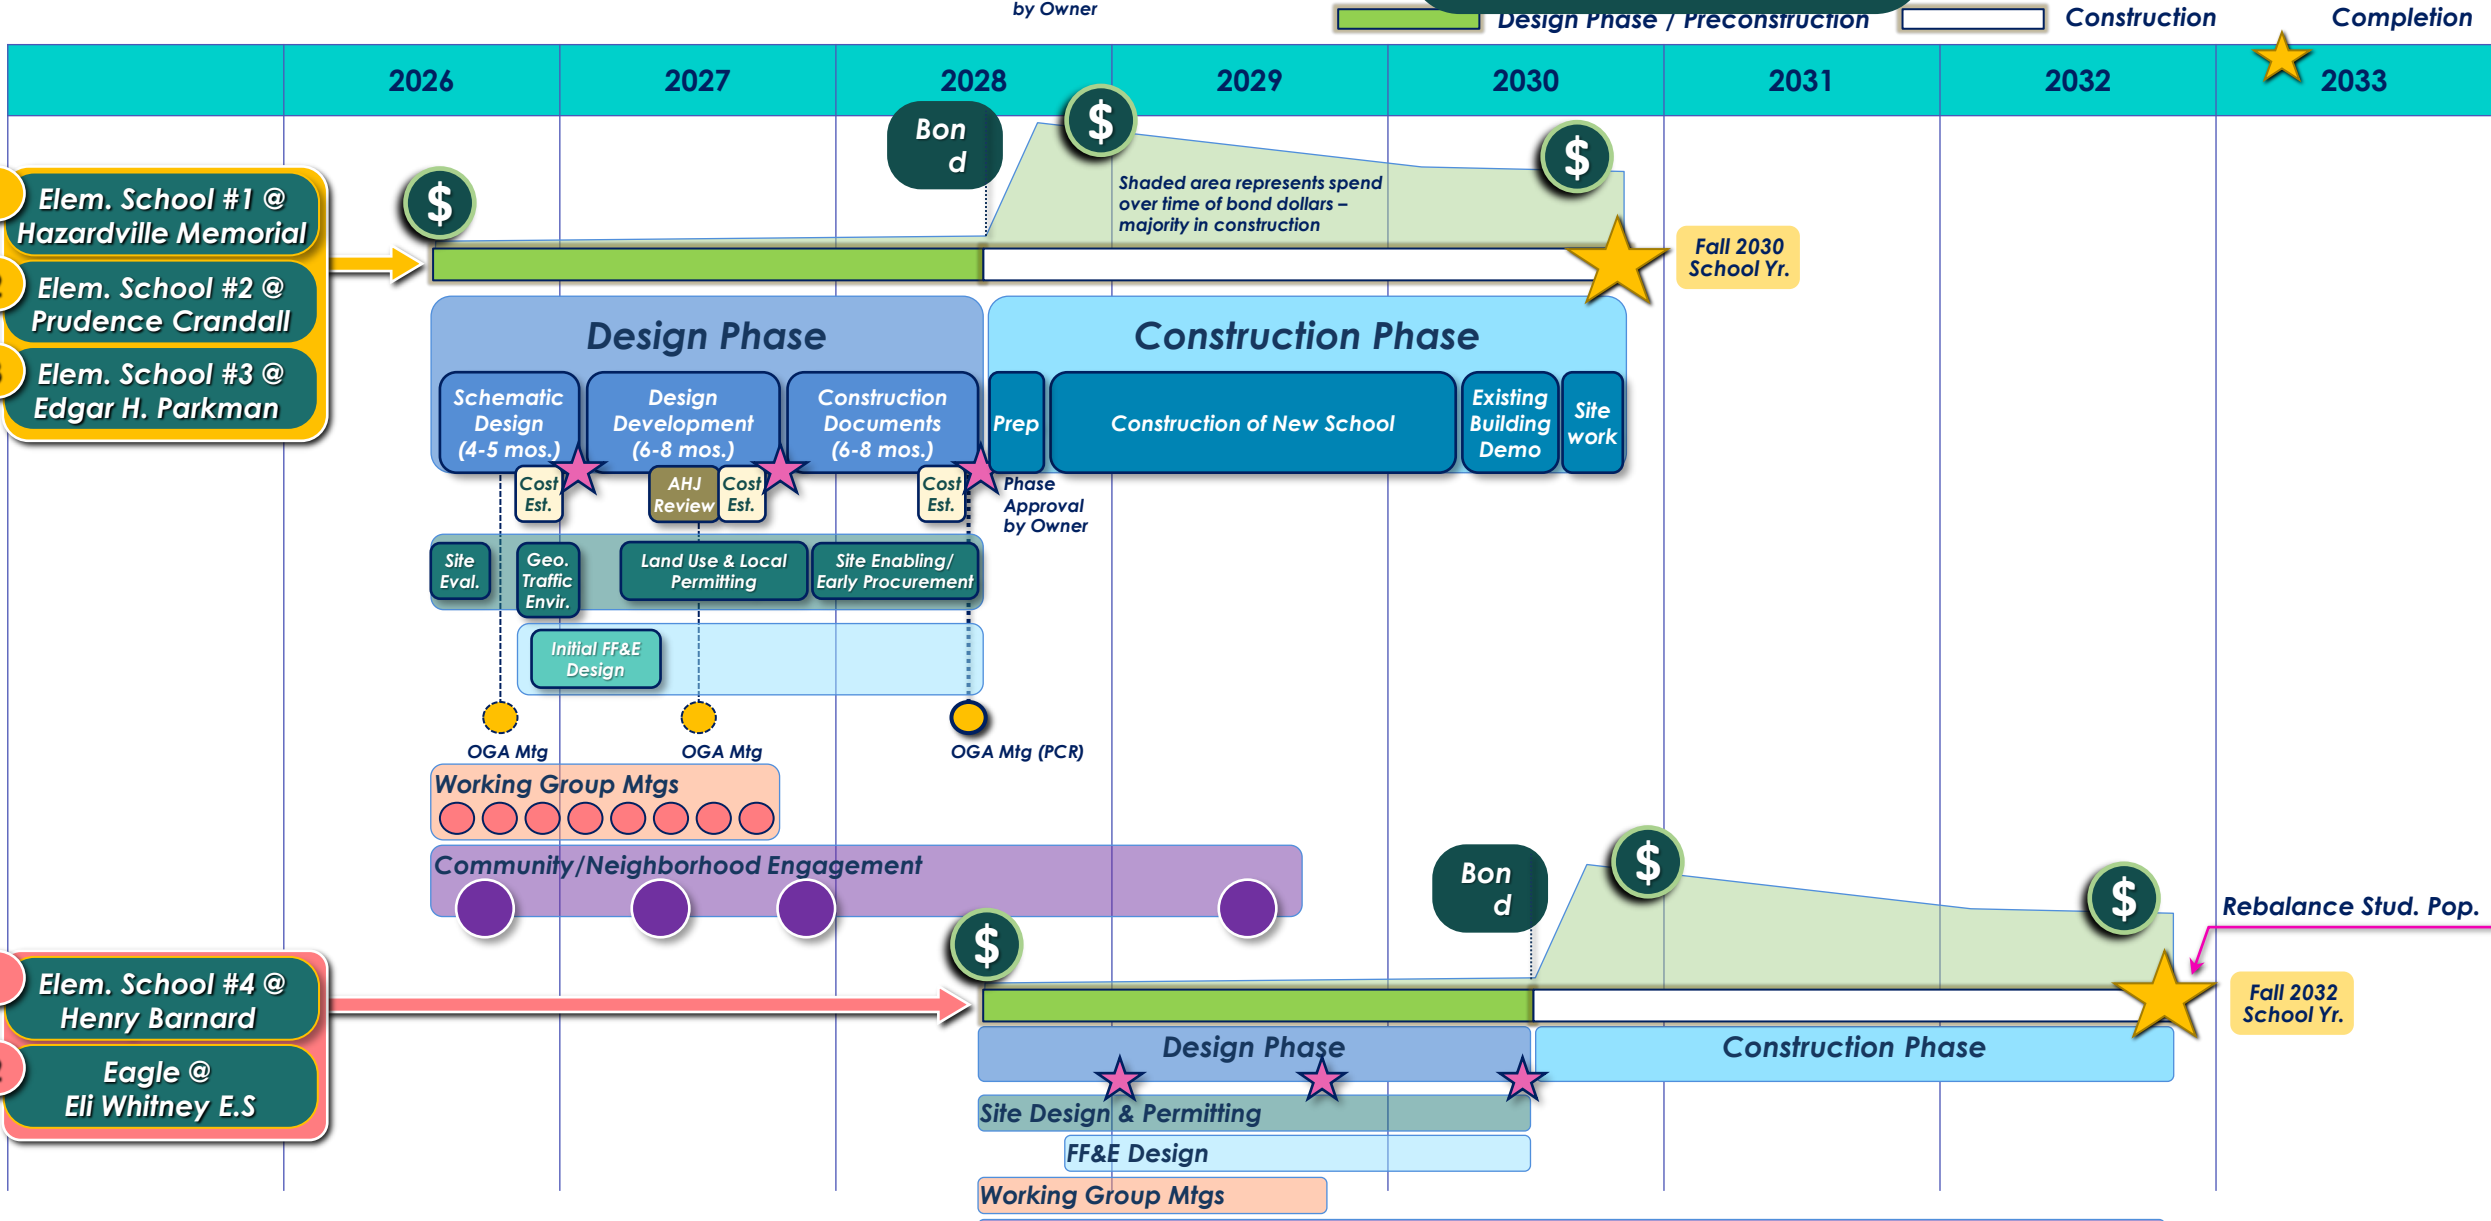 by Owner
Design Phase / Preconstruction
Construction
Completion
2026
2027
2028
2029
2030
2031
2032
2033
Bon
d
$
$
$
Shaded area represents spend
over time of bond dollars –
majority in construction
Elem. School #1 @
Hazardville Memorial
Elem. School #2 @
Prudence Crandall
Elem. School #3 @
Edgar H. Parkman
Fall 2030
School Yr.
Design Phase
Construction Phase
Schematic
Design
(4-5 mos.)
Design
Development
(6-8 mos.)
Construction
Documents
(6-8 mos.)
Prep
Construction of New School
Existing
Building
Demo
Site
work
Cost
Est.
AHJ
Review
Cost
Est.
Cost
Est.
Phase
Approval
by Owner
Site
Eval.
Geo.
Traffic
Envir.
Land Use & Local
Permitting
Site Enabling/
Early Procurement
Initial FF&E
Design
OGA Mtg
OGA Mtg
OGA Mtg (PCR)
Working Group Mtgs
Community/Neighborhood Engagement
Bon
d
$
$
$
Rebalance Stud. Pop.
Elem. School #4 @
Henry Barnard
Eagle @
Eli Whitney E.S
Fall 2032
School Yr.
Design Phase
Construction Phase
Site Design & Permitting
FF&E Design
Working Group Mtgs